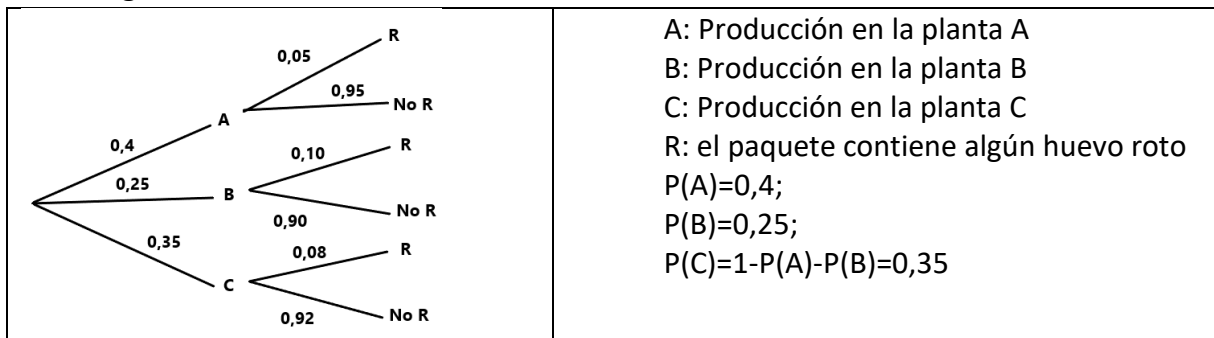 R
0,05
0,95
No R
A
0,4
0,10
R
0,25
B
0,90
No R
0,35
0,08
R
C
0,92
No R
A: Producción en la planta A
B: Producción en la planta B
C: Producción en la planta C
R: el paquete contiene algún huevo roto
P(A)=0,4;
P(B)=0,25;
P(C)=1-P(A)-P(B)=0,35